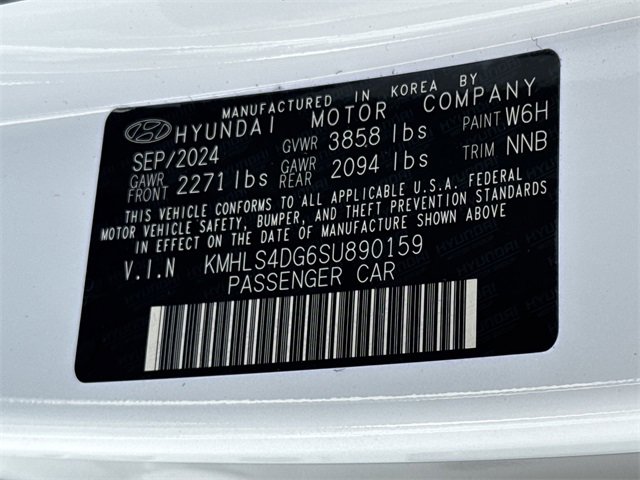 MANUFACTURED IN KOREA BY
HYUNDAI MOTOR COMPANY
SEP/2024 GVWR 3858 lbs PAINT W6H
GAWR FRONT 2271 lbs GAWR REAR 2094 lbs TRIM NNB
THIS VEHICLE CONFORMS TO ALL APPLICABLE U.S.A. FEDERAL
MOTOR VEHICLE SAFETY, BUMPER, AND THEFT PREVENTION STANDARDS
IN EFFECT ON THE DATE OF MANUFACTURE SHOWN ABOVE
V.I.N KMHLS4DG6SU890159
PASSENGER CAR